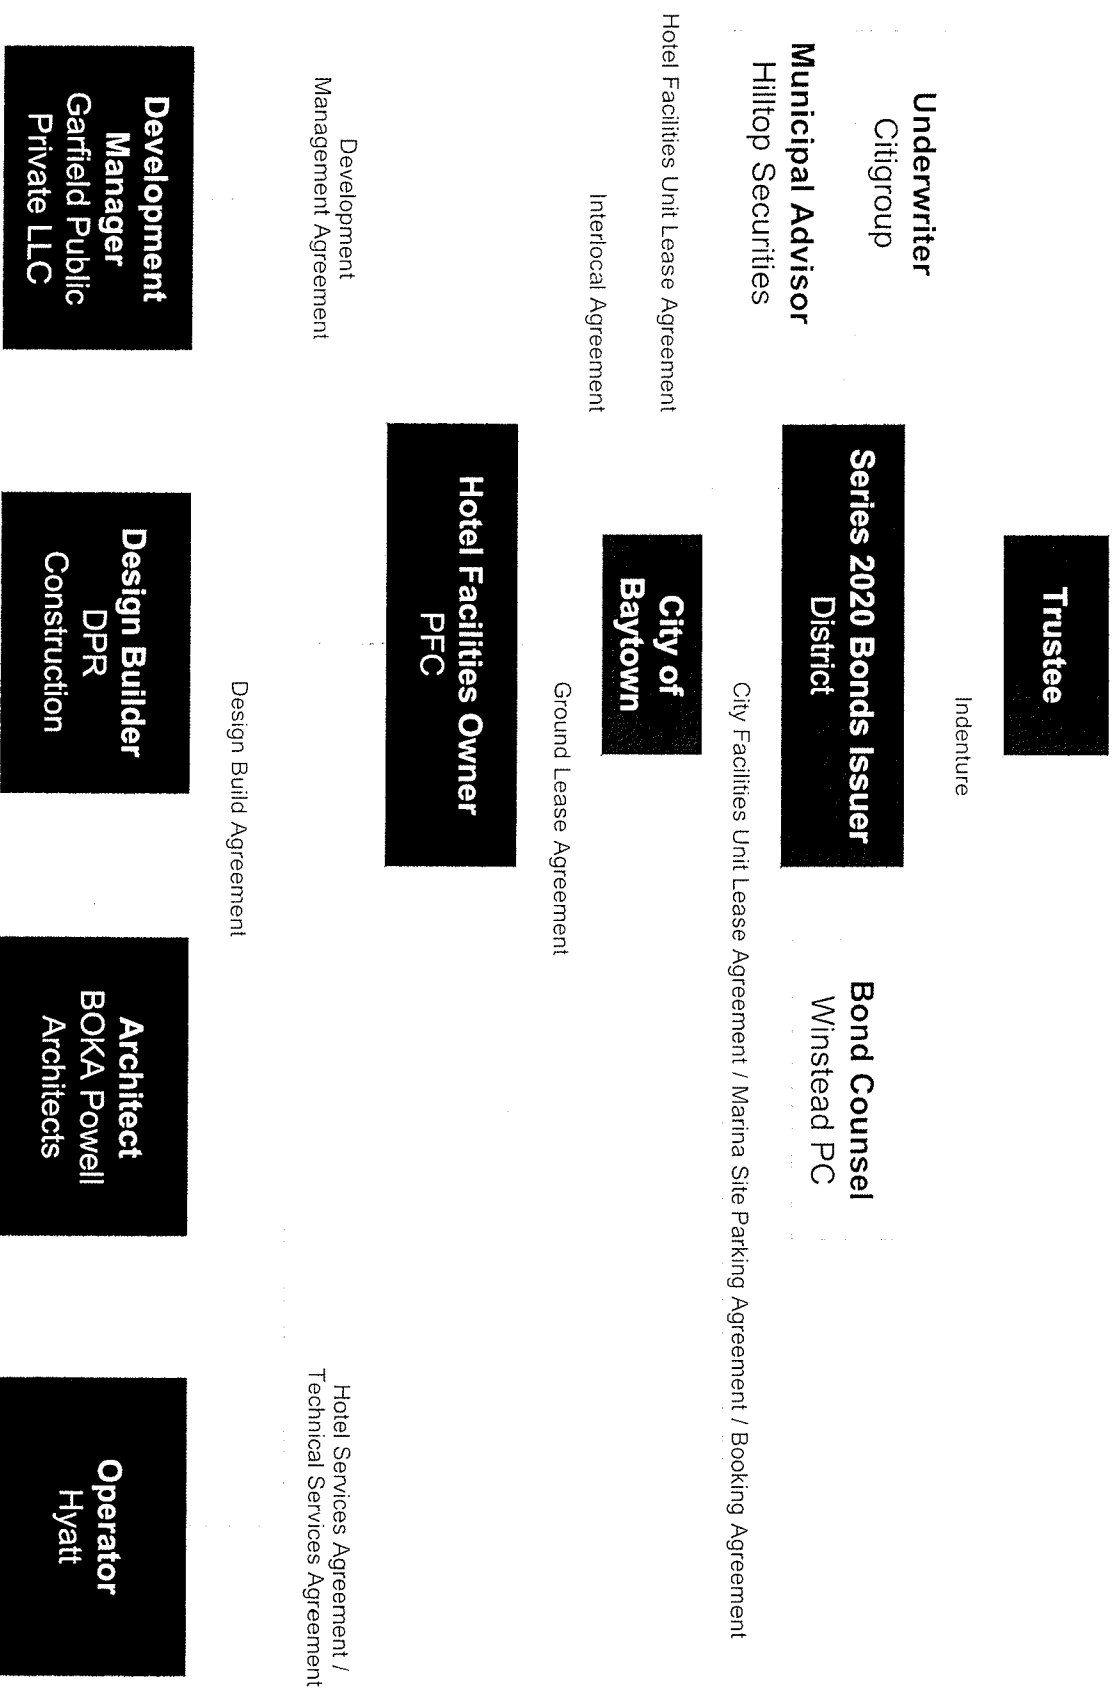 Trustee
Indenture
Underwriter
Citigroup
Municipal Advisor
Hilltop Securities
Series 2020 Bonds Issuer
District
Bond Counsel
Winstead PC
City Facilities Unit Lease Agreement / Marina Site Parking Agreement / Booking Agreement
Hotel Facilities Unit Lease Agreement
City of
Baytown
Interlocal Agreement
Ground Lease Agreement
Hotel Facilities Owner
PFC
Development
Management Agreement
Hotel Services Agreement /
Technical Services Agreement
Design Build Agreement
Development
Manager
Garfield Public
Private LLC
Design Builder
DPR
Construction
Architect
BOKA Powell
Architects
Operator
Hyatt